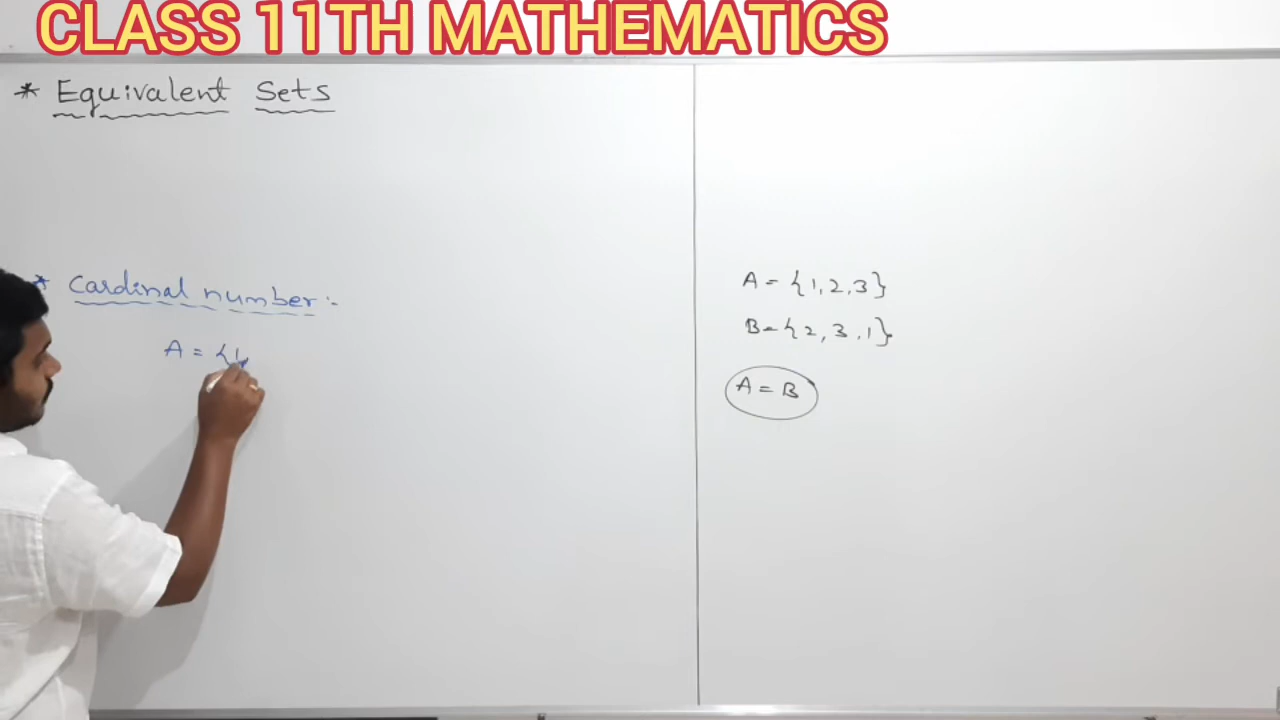 CLASS 11TH MATHEMATICS
* Equivalent Sets
* Cardinal number :-
A = {1,
A = {1, 2, 3}
B = {2, 3, 1}
A = B